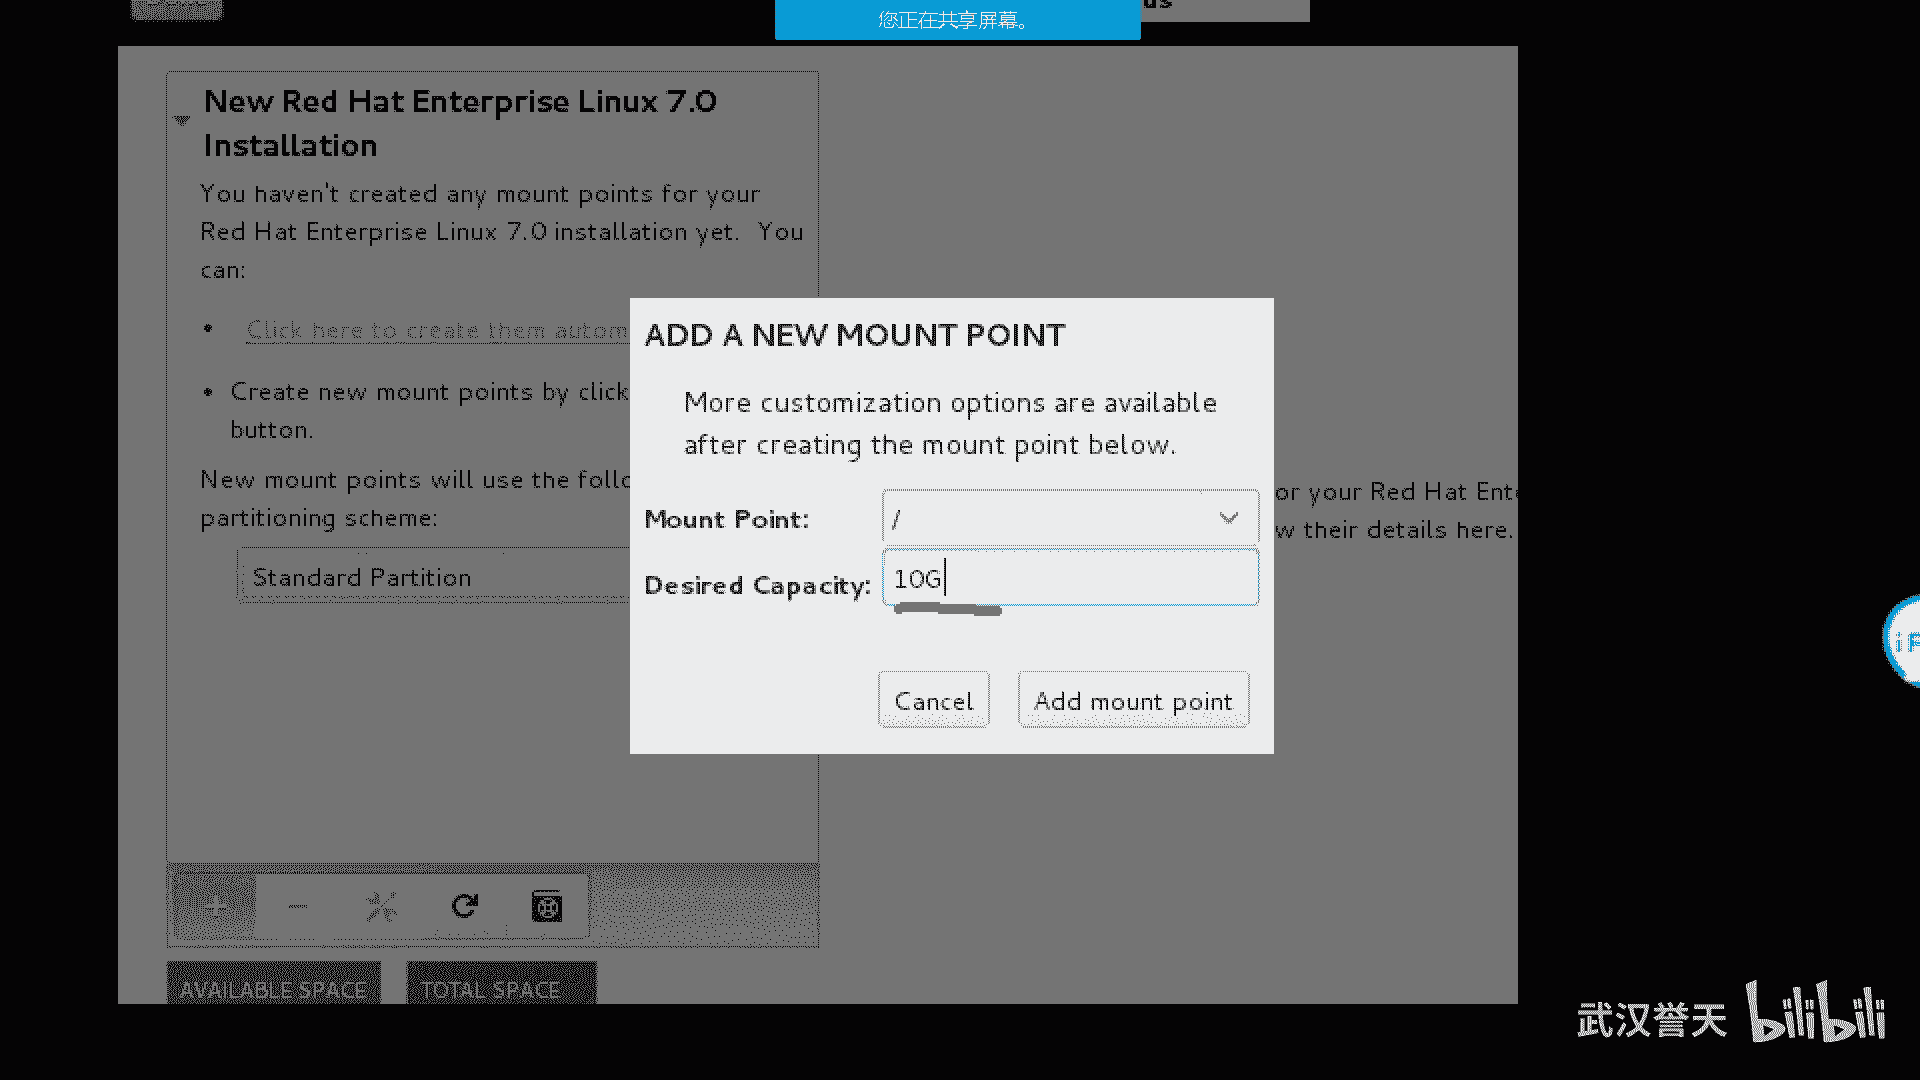 您正在共享屏幕。
us
New Red Hat Enterprise Linux 7.0
Installation
You haven't created any mount points for your
Red Hat Enterprise Linux 7.0 installation yet. You
can:
• Click here to create them autom
• Create new mount points by click
button.
New mount points will use the follo
partitioning scheme:
Standard Partition
ADD A NEW MOUNT POINT
More customization options are available
after creating the mount point below.
Mount Point: /
Desired Capacity: 10G
Cancel Add mount point
or your Red Hat Ente
w their details here.
AVAILABLE SPACE TOTAL SPACE
武汉誉天 bilibili